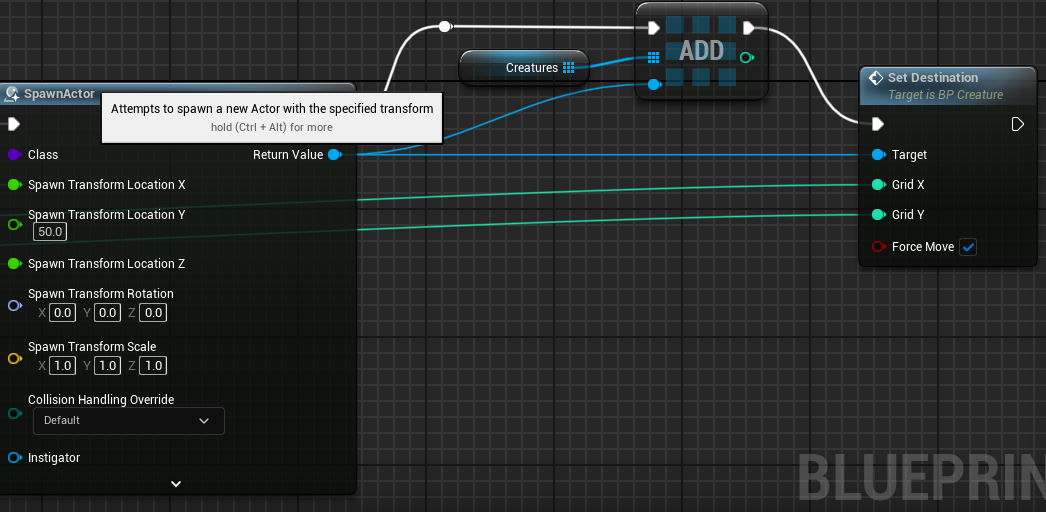 ADD
Creatures
Set Destination
Target is BP Creature
SpawnActor
Attempts to spawn a new Actor with the specified transform
hold (Ctrl + Alt) for more
Class
Return Value
Target
Spawn Transform Location X
Grid X
Spawn Transform Location Y
50.0
Grid Y
Force Move
Spawn Transform Location Z
Spawn Transform Rotation
X 0.0 Y 0.0 Z 0.0
Spawn Transform Scale
X 1.0 Y 1.0 Z 1.0
Collision Handling Override
Default
Instigator
BLUEPRIN